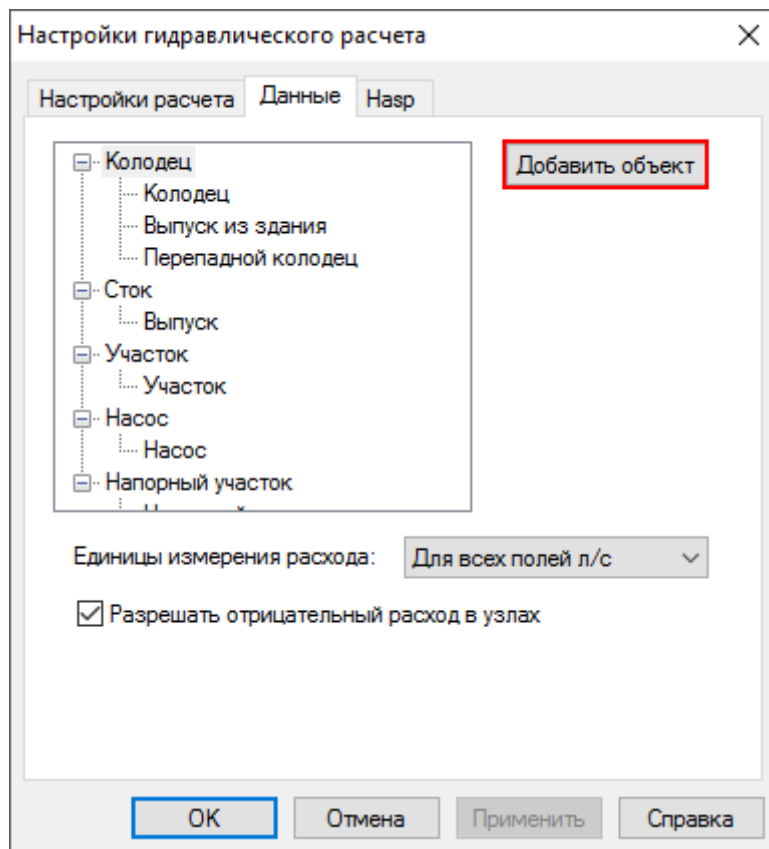 Настройки гидравлического расчета
Настройки расчета Данные Hasp
Колодец
Добавить объект
Колодец
Выпуск из здания
Перепадной колодец
Сток
Выпуск
Участок
Участок
Насос
Насос
Напорный участок
Единицы измерения расхода: Для всех полей л/с
Разрешать отрицательный расход в узлах
OK Отмена Применить Справка